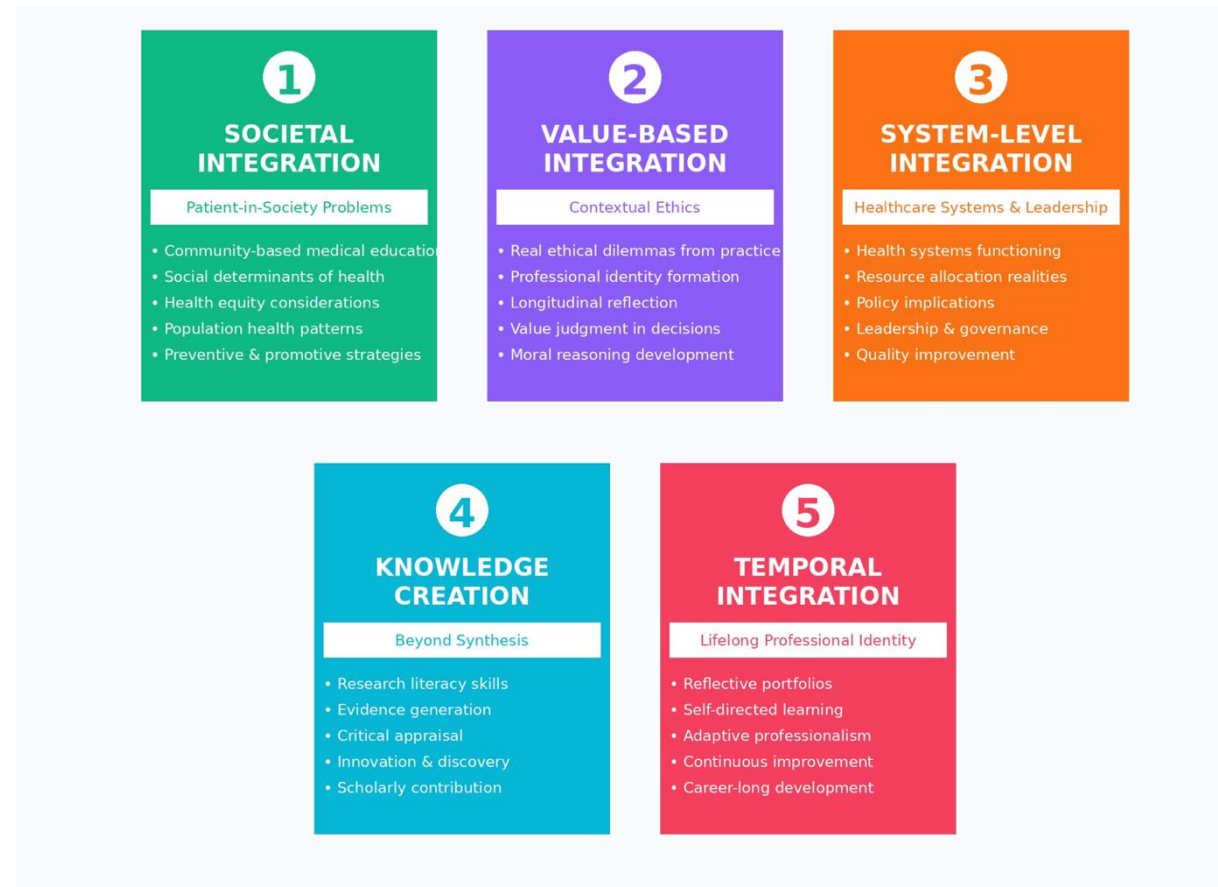 1
SOCIETAL
INTEGRATION
Patient-in-Society Problems
• Community-based medical education
• Social determinants of health
• Health equity considerations
• Population health patterns
• Preventive & promotive strategies
2
VALUE-BASED
INTEGRATION
Contextual Ethics
• Real ethical dilemmas from practice
• Professional identity formation
• Longitudinal reflection
• Value judgment in decisions
• Moral reasoning development
3
SYSTEM-LEVEL
INTEGRATION
Healthcare Systems & Leadership
• Health systems functioning
• Resource allocation realities
• Policy implications
• Leadership & governance
• Quality improvement
4
KNOWLEDGE
CREATION
Beyond Synthesis
• Research literacy skills
• Evidence generation
• Critical appraisal
• Innovation & discovery
• Scholarly contribution
5
TEMPORAL
INTEGRATION
Lifelong Professional Identity
• Reflective portfolios
• Self-directed learning
• Adaptive professionalism
• Continuous improvement
• Career-long development